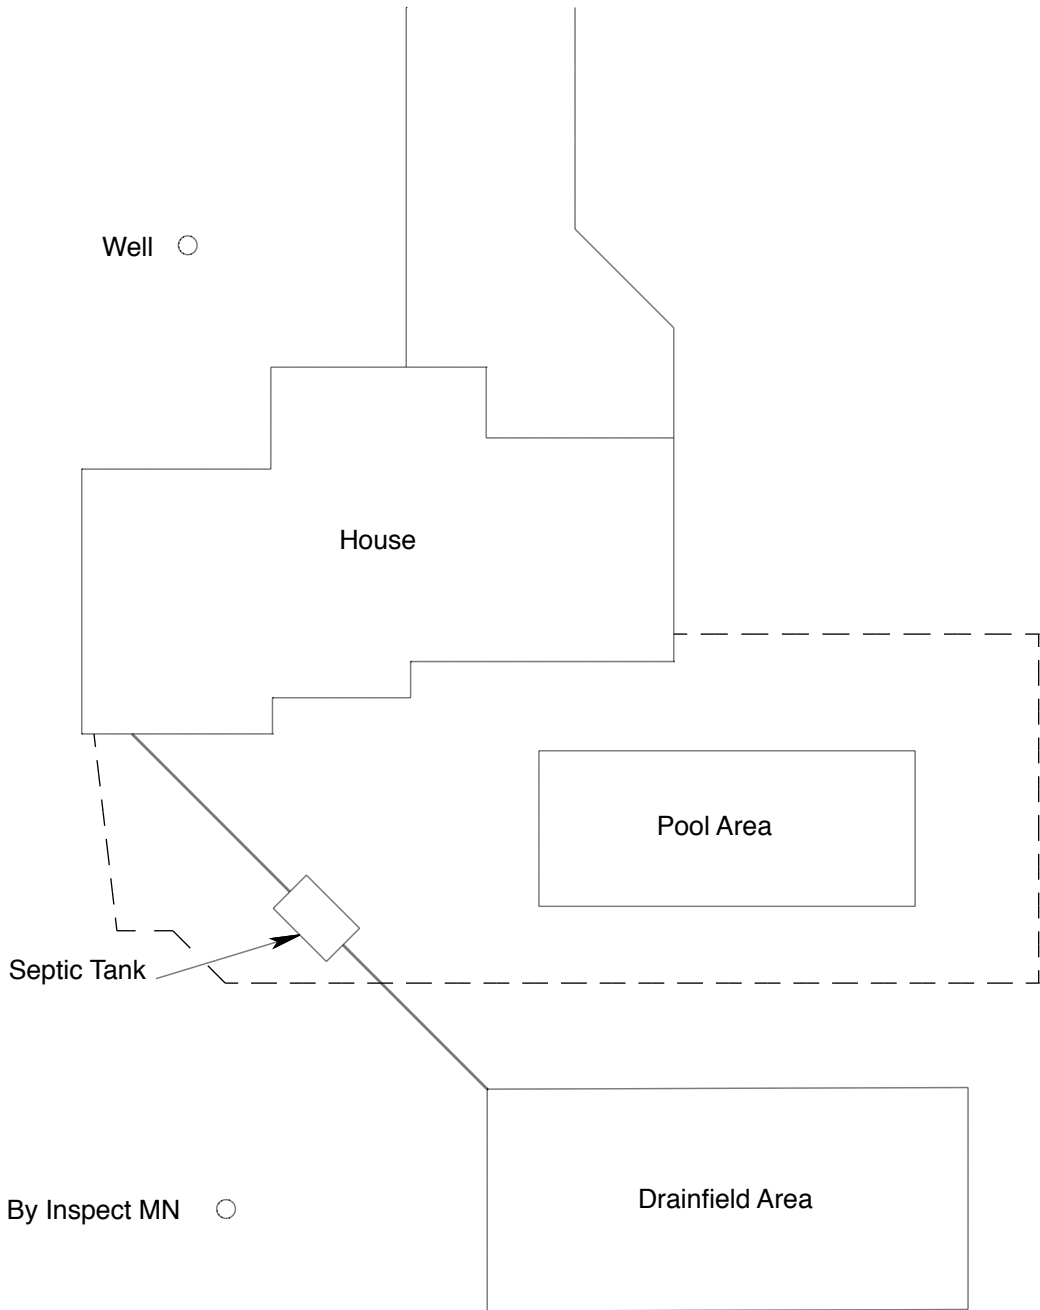 Well
House
Pool Area
Septic Tank
Drainfield Area
By Inspect MN